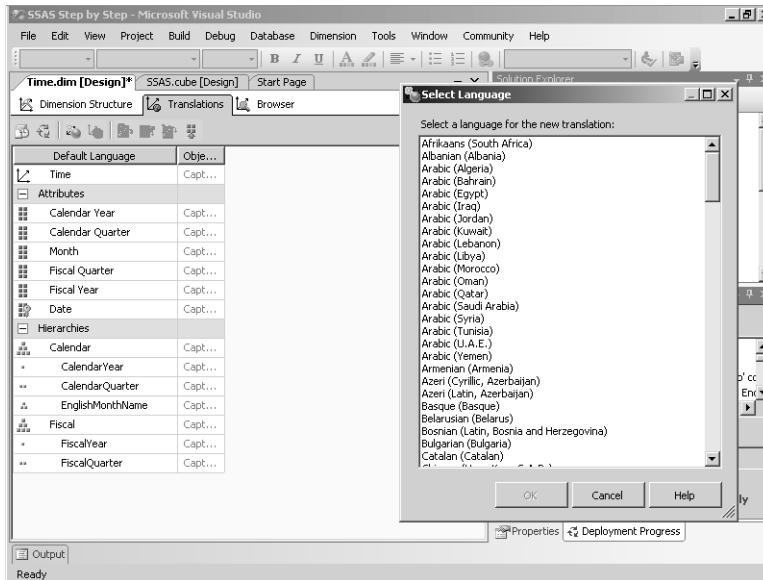 SSAS Step by Step - Microsoft Visual Studio
File Edit View Project Build Debug Database Dimension Tools Window Community Help
B I U A
Time.dim [Design]* SSAS.cube [Design] Start Page
Solution Explorer
Dimension Structure Translations Browser
Default Language Obje...
Time Capt...
Attributes
Calendar Year Capt...
Calendar Quarter Capt...
Month Capt...
Fiscal Quarter Capt...
Fiscal Year Capt...
Date Capt...
Hierarchies
Calendar Capt...
CalendarYear Capt...
CalendarQuarter Capt...
EnglishMonthName Capt...
Fiscal Capt...
FiscalYear Capt...
FiscalQuarter Capt...
Select Language
Select a language for the new translation:
Afrikaans (South Africa)
Albanian (Albania)
Arabic (Algeria)
Arabic (Bahrain)
Arabic (Egypt)
Arabic (Iraq)
Arabic (Jordan)
Arabic (Kuwait)
Arabic (Lebanon)
Arabic (Libya)
Arabic (Morocco)
Arabic (Oman)
Arabic (Qatar)
Arabic (Saudi Arabia)
Arabic (Syria)
Arabic (Tunisia)
Arabic (U.A.E.)
Arabic (Yemen)
Armenian (Armenia)
Azeri (Cyrillic, Azerbaijan)
Azeri (Latin, Azerbaijan)
Basque (Basque)
Belarusian (Belarus)
Bosnian (Latin, Bosnia and Herzegovina)
Bulgarian (Bulgaria)
Catalan (Catalan)
OK Cancel Help
Properties Deployment Progress
Output
Ready